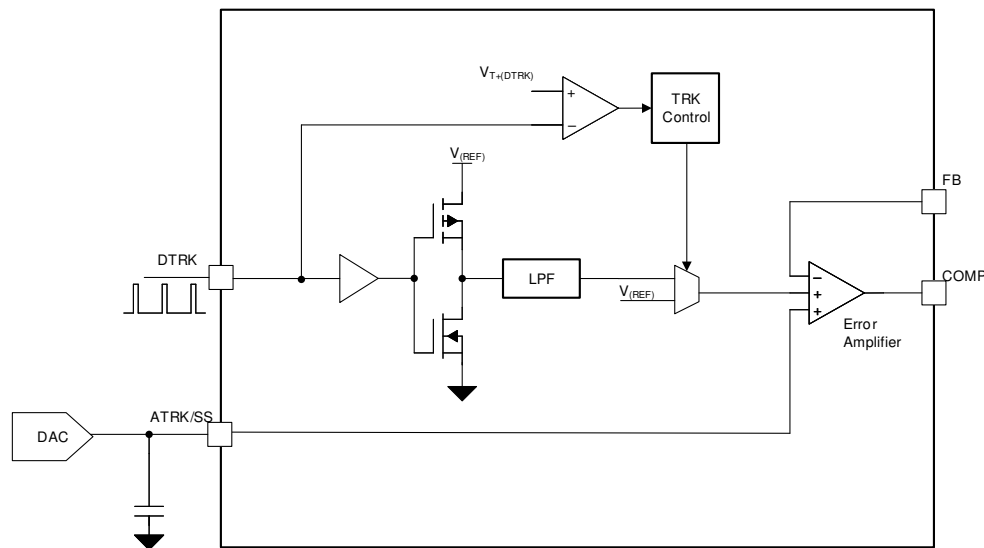 V_T+(DTRK)
+
−
TRK
Control
V_(REF)
FB
DTRK
LPF
V_(REF)
COMP
−
+
+
Error
Amplifier
ATRK/SS
DAC